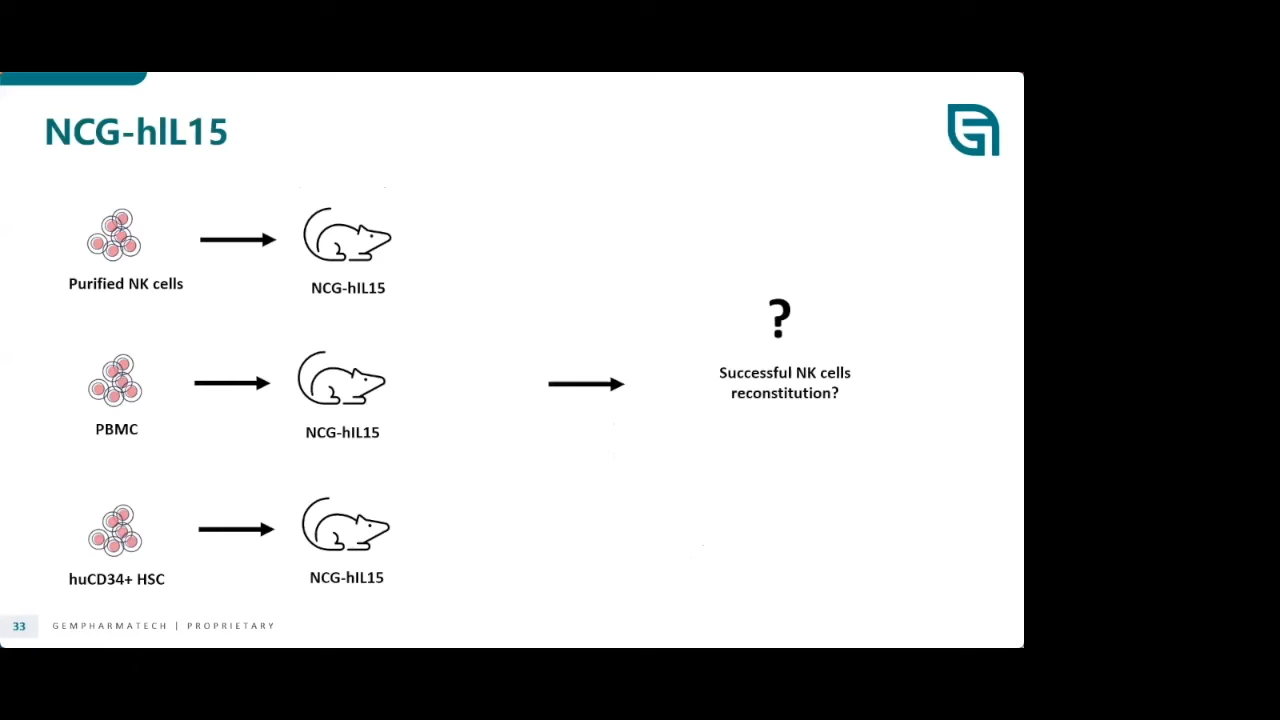 NCG-hIL15
Purified NK cells
NCG-hIL15
?
Successful NK cells
reconstitution?
PBMC
NCG-hIL15
huCD34+ HSC
NCG-hIL15
33
GEMPHARMATECH | PROPRIETARY